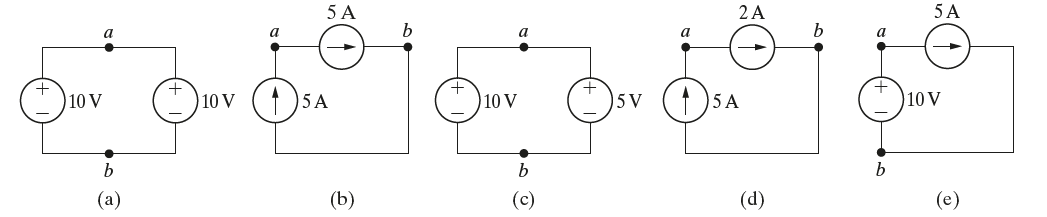 5 A 2 A 5 A
a a b a a b a
+ + + + +
10 V 10 V 5 A 10 V 5 V 5 A 10 V
– – – – –
b b b
(a) (b) (c) (d) (e)